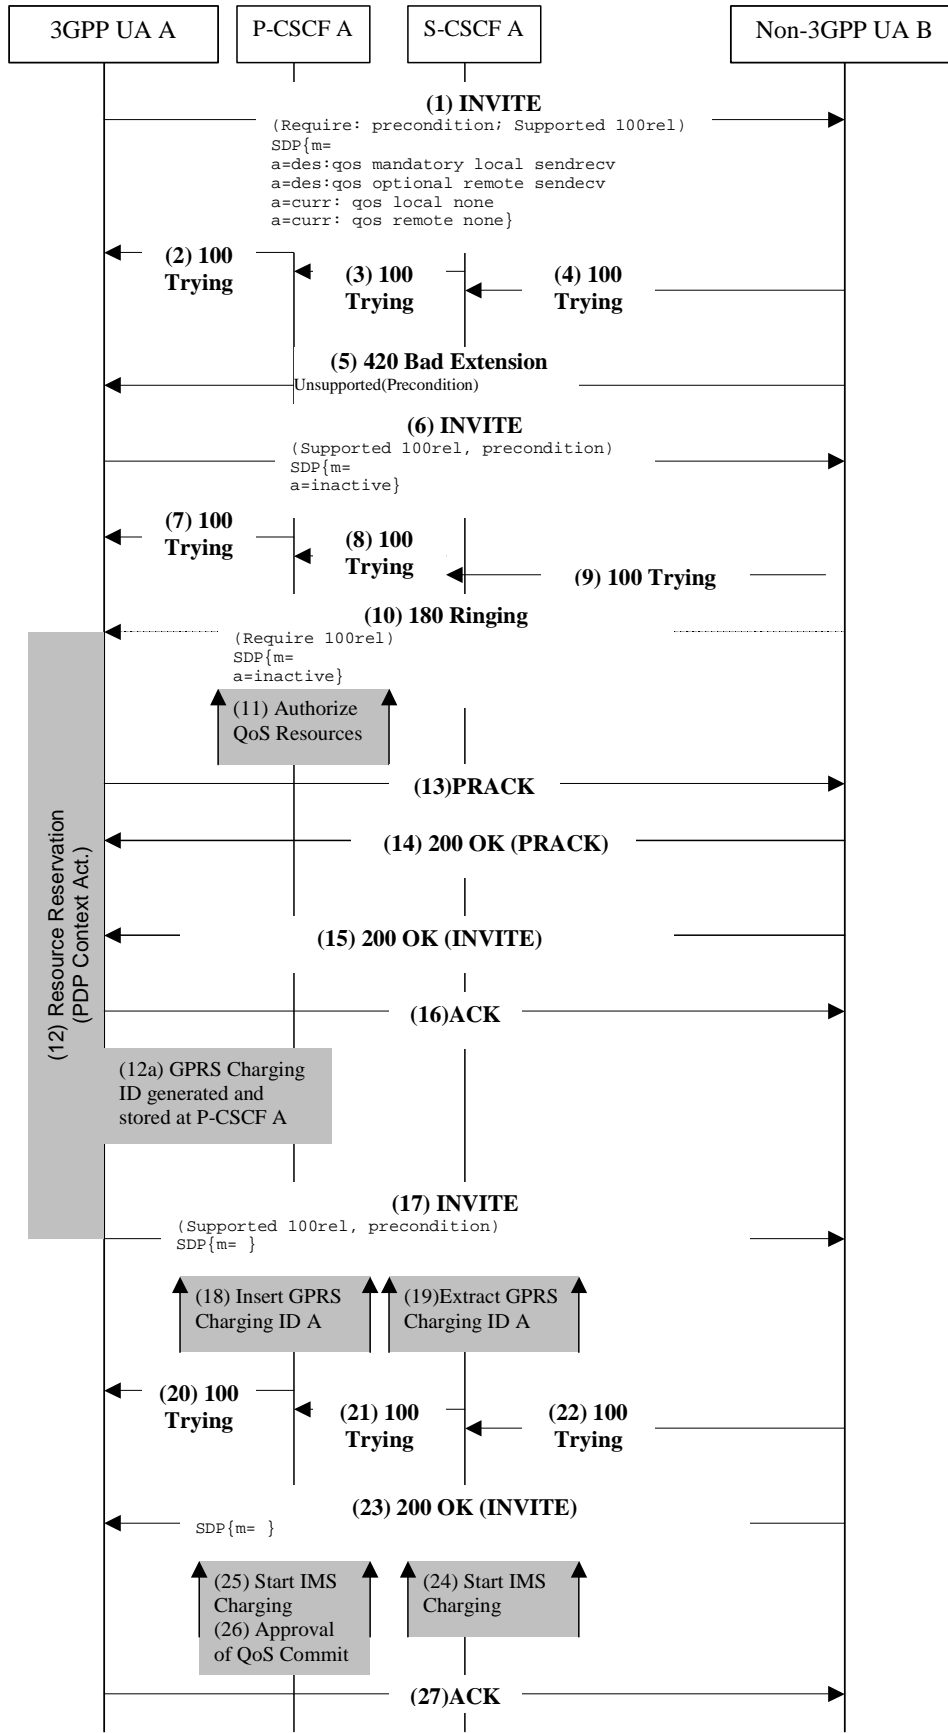 3GPP UA A
P-CSCF A
S-CSCF A
Non-3GPP UA B
(1) INVITE
(Require: precondition; Supported 100rel)
SDP{m=
a=des:qos mandatory local sendrecv
a=des:qos optional remote sendecv
a=curr: qos local none
a=curr: qos remote none}
(2) 100
Trying
(3) 100
Trying
(4) 100
Trying
(5) 420 Bad Extension
Unsupported(Precondition)
(6) INVITE
(Supported 100rel, precondition)
SDP{m=
a=inactive}
(7) 100
Trying
(8) 100
Trying
(9) 100 Trying
(10) 180 Ringing
(Require 100rel)
SDP{m=
a=inactive}
(11) Authorize
QoS Resources
(12) Resource Reservation
(PDP Context Act.)
(13)PRACK
(14) 200 OK (PRACK)
(15) 200 OK (INVITE)
(16)ACK
(12a) GPRS Charging
ID generated and
stored at P-CSCF A
(17) INVITE
(Supported 100rel, precondition)
SDP{m= }
(18) Insert GPRS
Charging ID A
(19)Extract GPRS
Charging ID A
(20) 100
Trying
(21) 100
Trying
(22) 100
Trying
(23) 200 OK (INVITE)
SDP{m= }
(25) Start IMS
Charging
(26) Approval
of QoS Commit
(24) Start IMS
Charging
(27)ACK